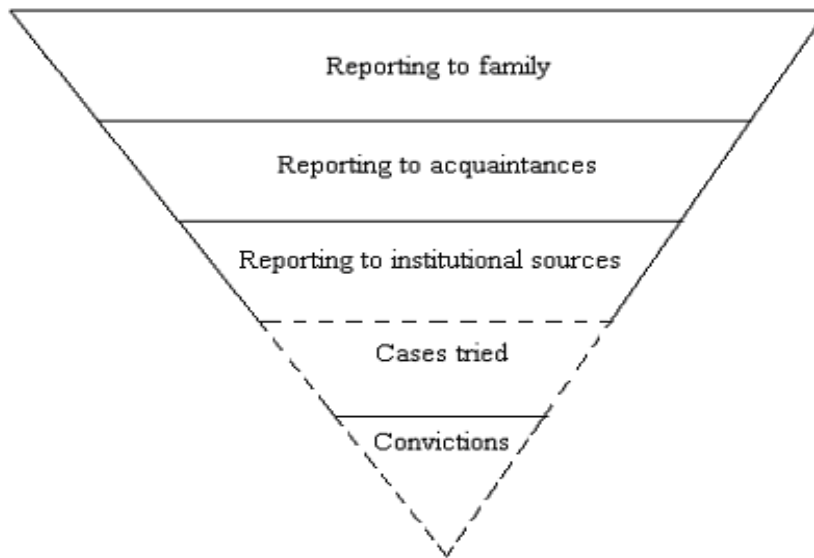 Reporting to family
Reporting to acquaintances
Reporting to institutional sources
Cases tried
Convictions